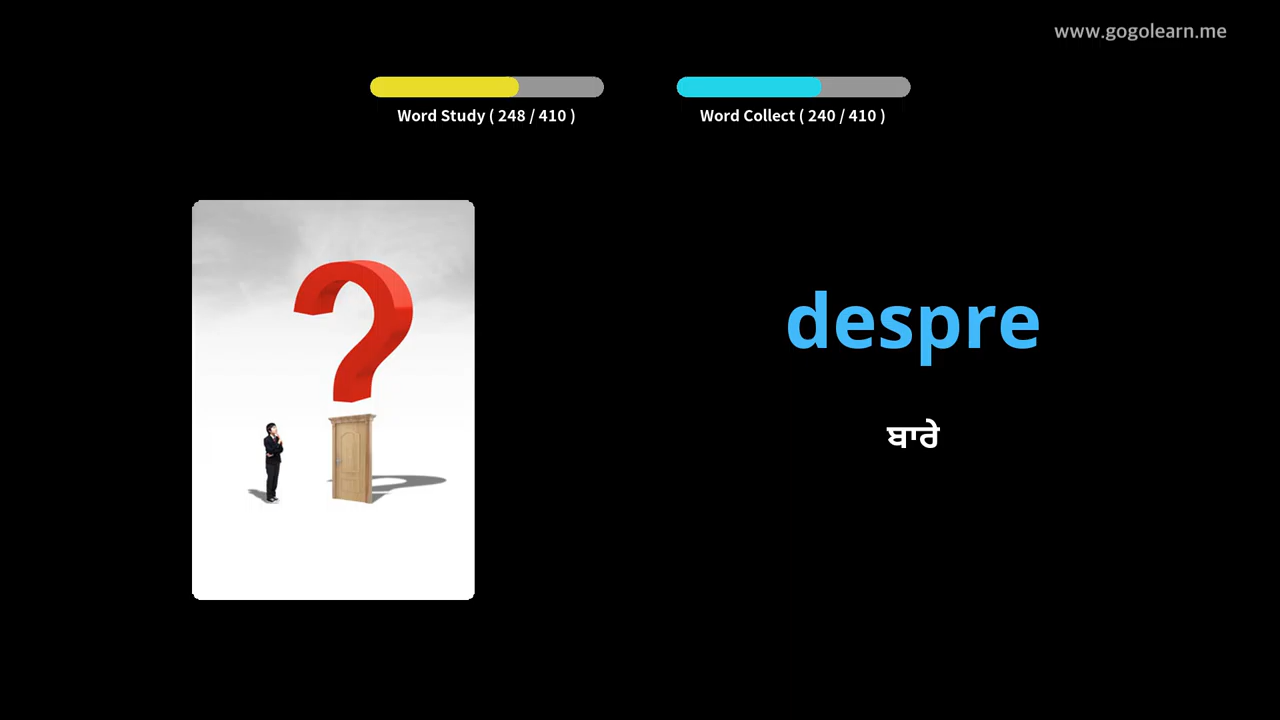 www.gogolearn.me
Word Study ( 248 / 410 )
Word Collect ( 240 / 410 )
?
despre
ਬਾਰੇ